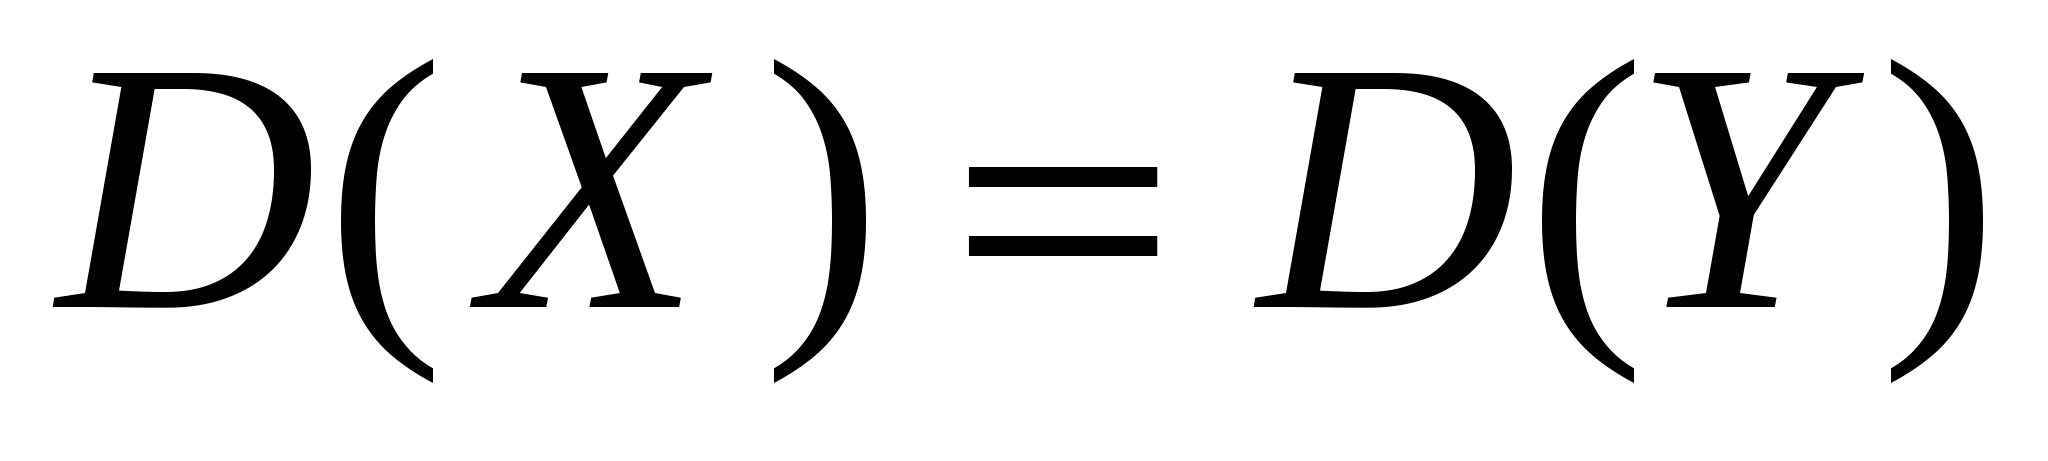 D(X) = D(Y)